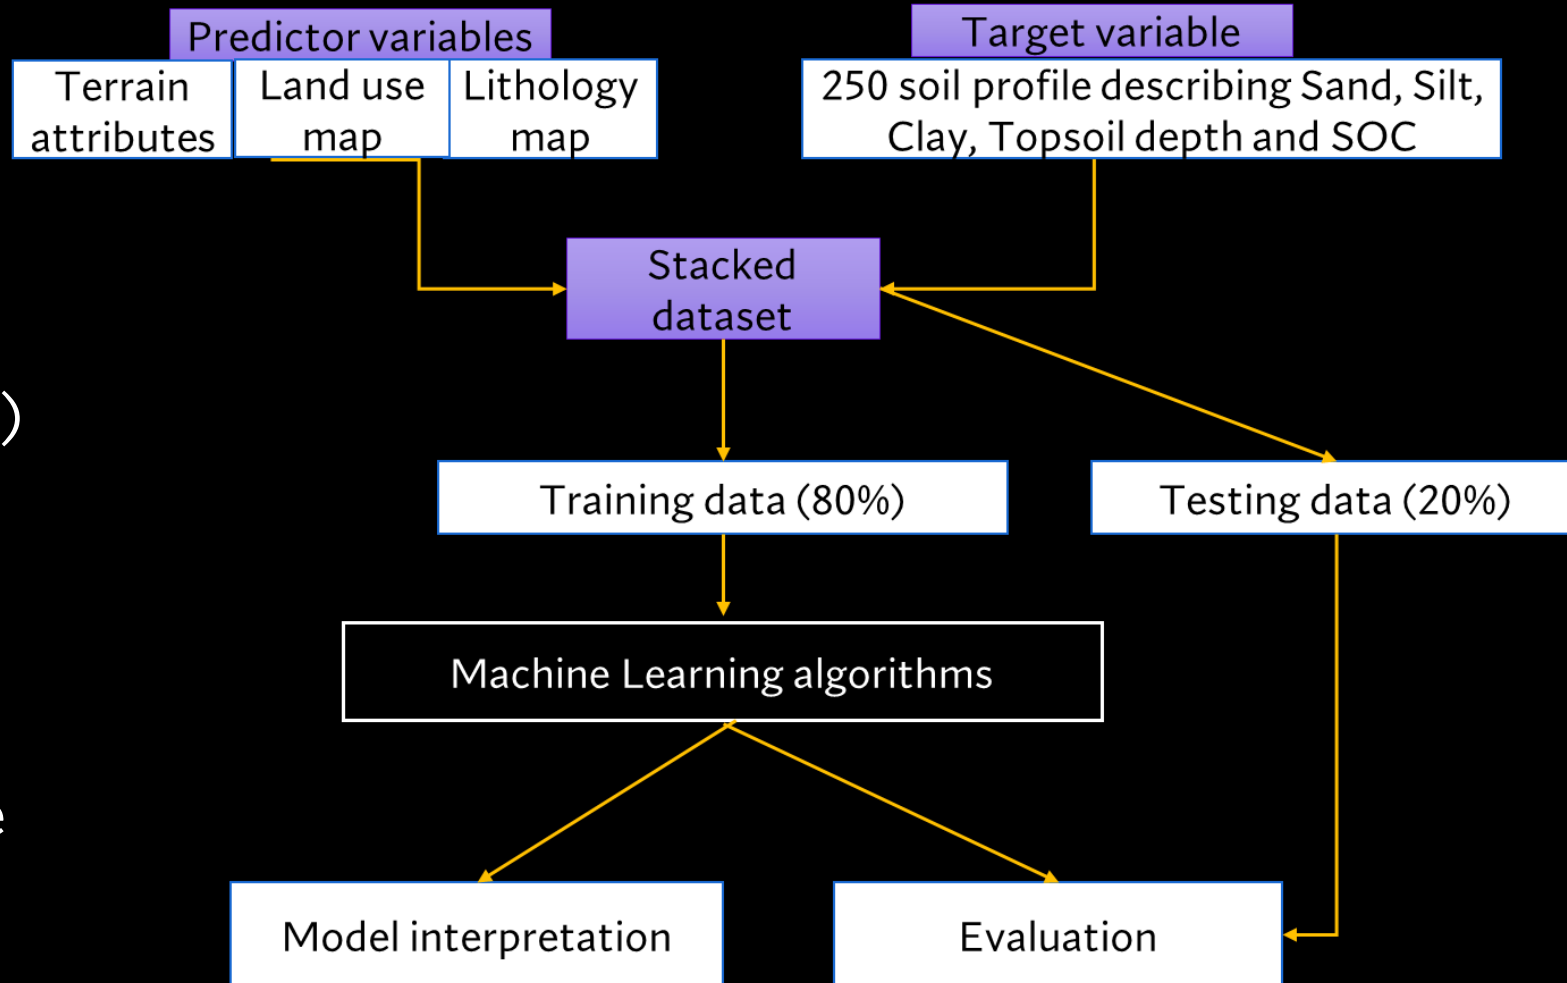 Predictor variables
Target variable
Terrain
attributes
Land use
map
Lithology
map
250 soil profile describing Sand, Silt,
Clay, Topsoil depth and SOC
Stacked
dataset
)
Training data (80%)
Testing data (20%)
Machine Learning algorithms
e
Model interpretation
Evaluation